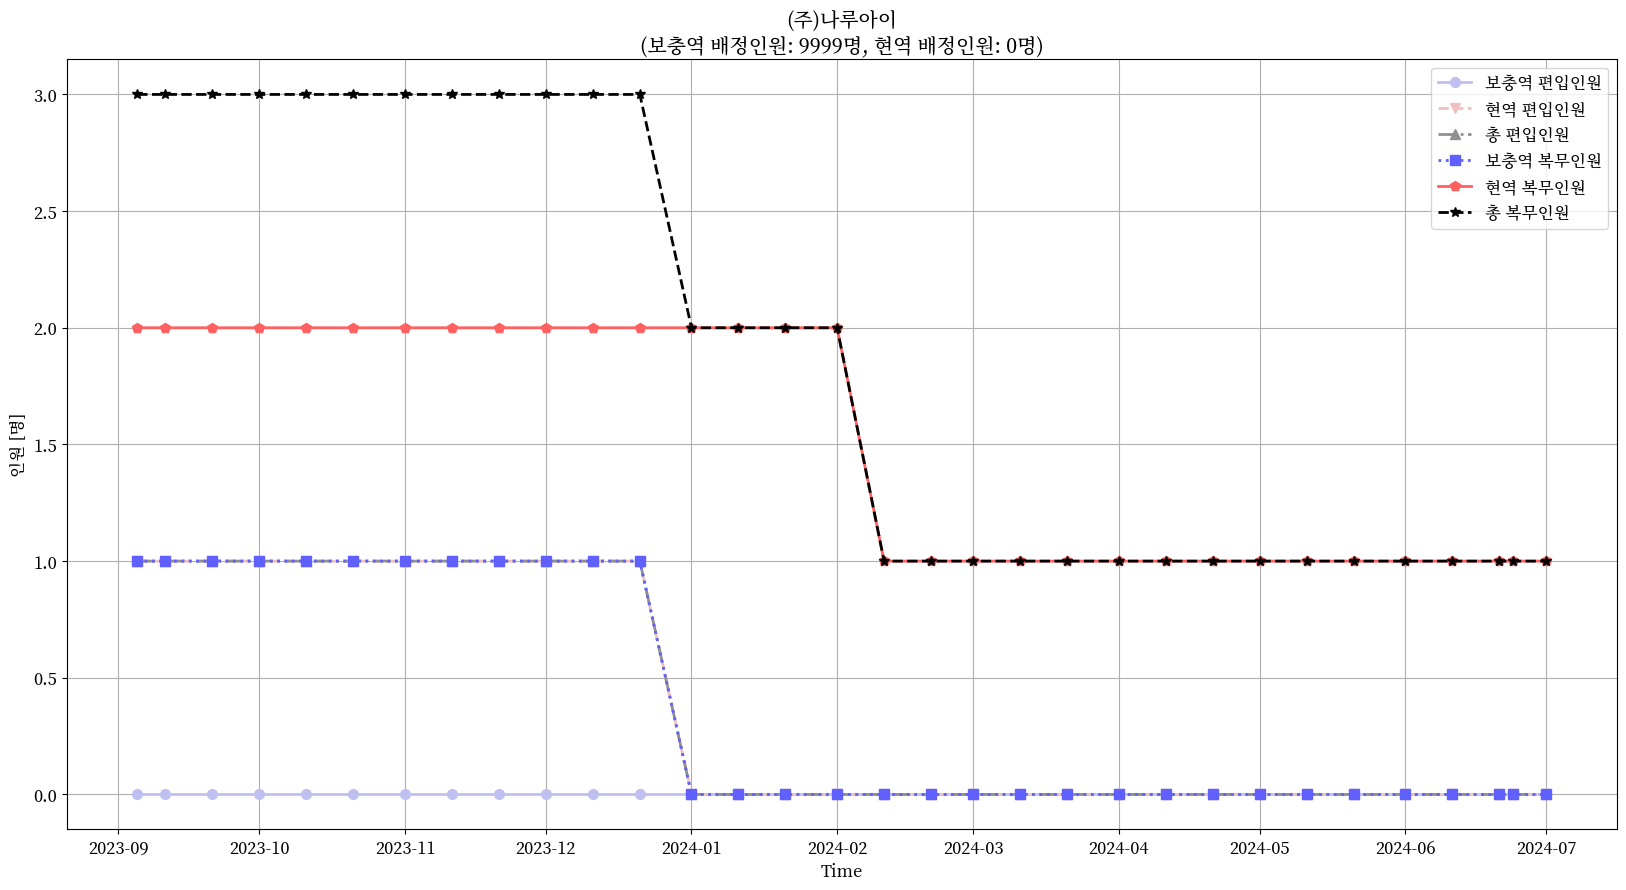 (주)나루아이
(보충역 배정인원: 9999명, 현역 배정인원: 0명)
보충역 편입인원
현역 편입인원
총 편입인원
보충역 복무인원
현역 복무인원
총 복무인원
인원 [명]
3.0
2.5
2.0
1.5
1.0
0.5
0.0
2023-09 2023-10 2023-11 2023-12 2024-01 2024-02 2024-03 2024-04 2024-05 2024-06 2024-07
Time